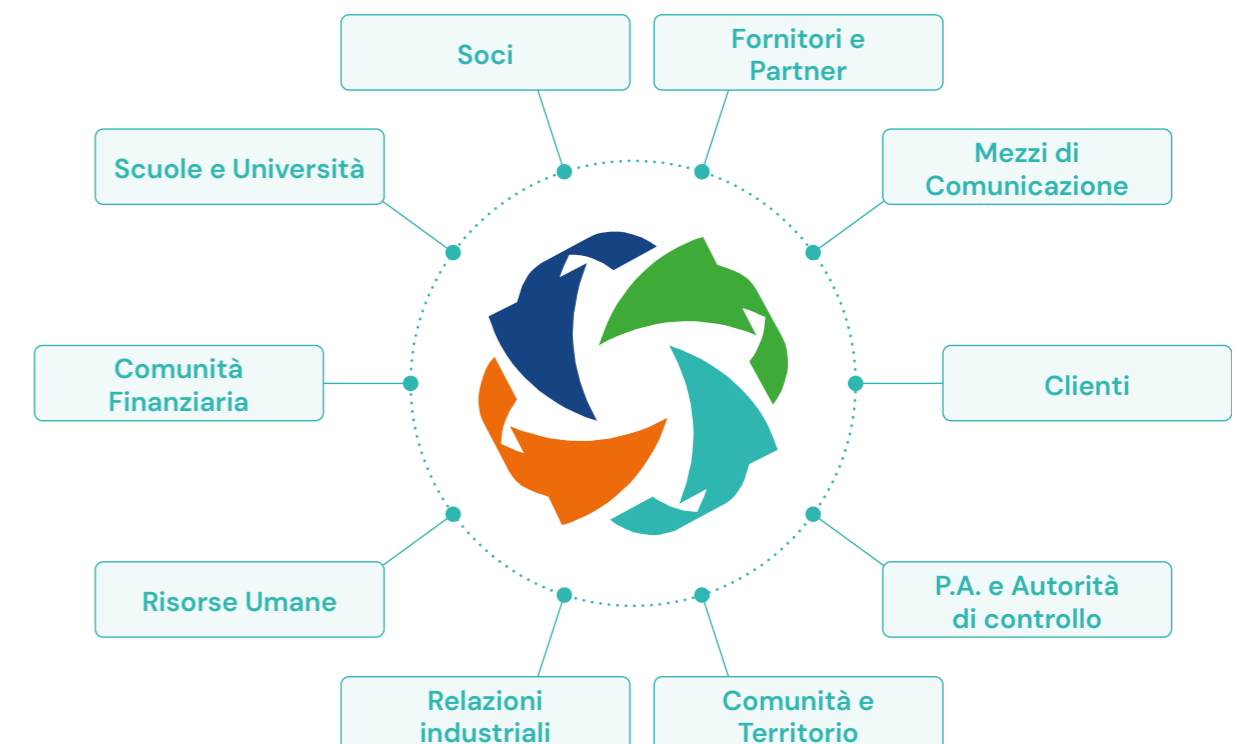 Soci
Fornitori e
Partner
Scuole e Università
Mezzi di
Comunicazione
Comunità
Finanziaria
Clienti
Risorse Umane
P.A. e Autorità
di controllo
Relazioni
industriali
Comunità e
Territorio